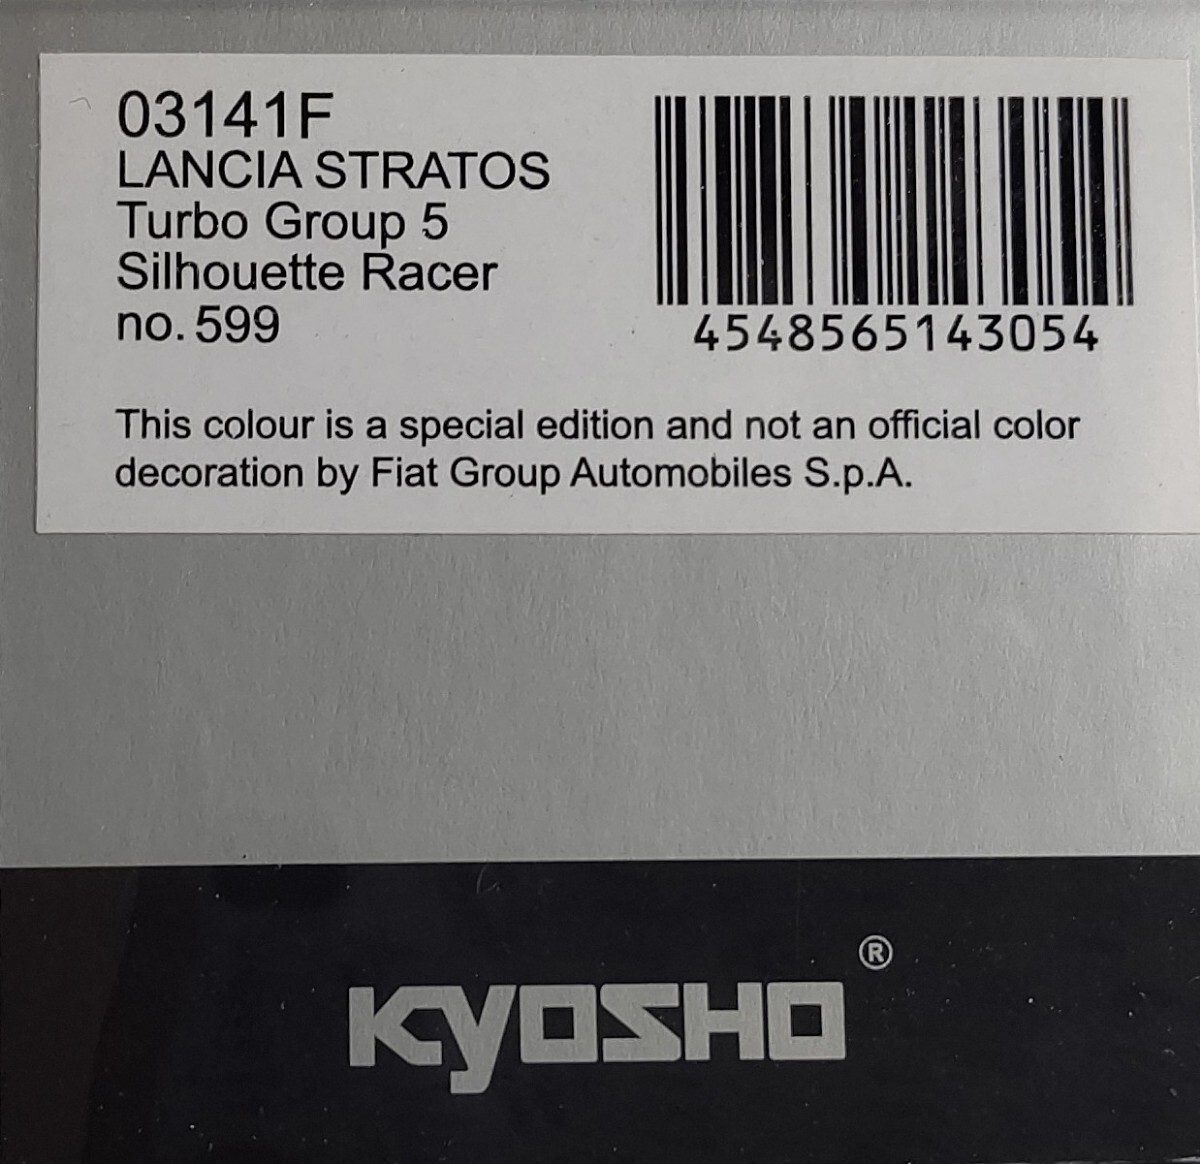 03141F
LANCIA STRATOS
Turbo Group 5
Silhouette Racer
no. 599
4548565143054
This colour is a special edition and not an official color
decoration by Fiat Group Automobiles S.p.A.
KYOSHO®